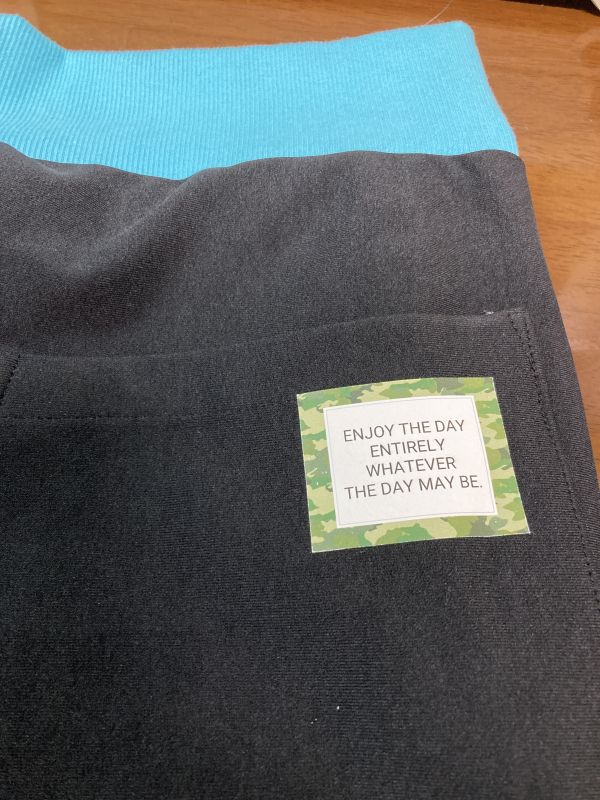 ENJOY THE DAY
ENTIRELY
WHATEVER
THE DAY MAY BE.